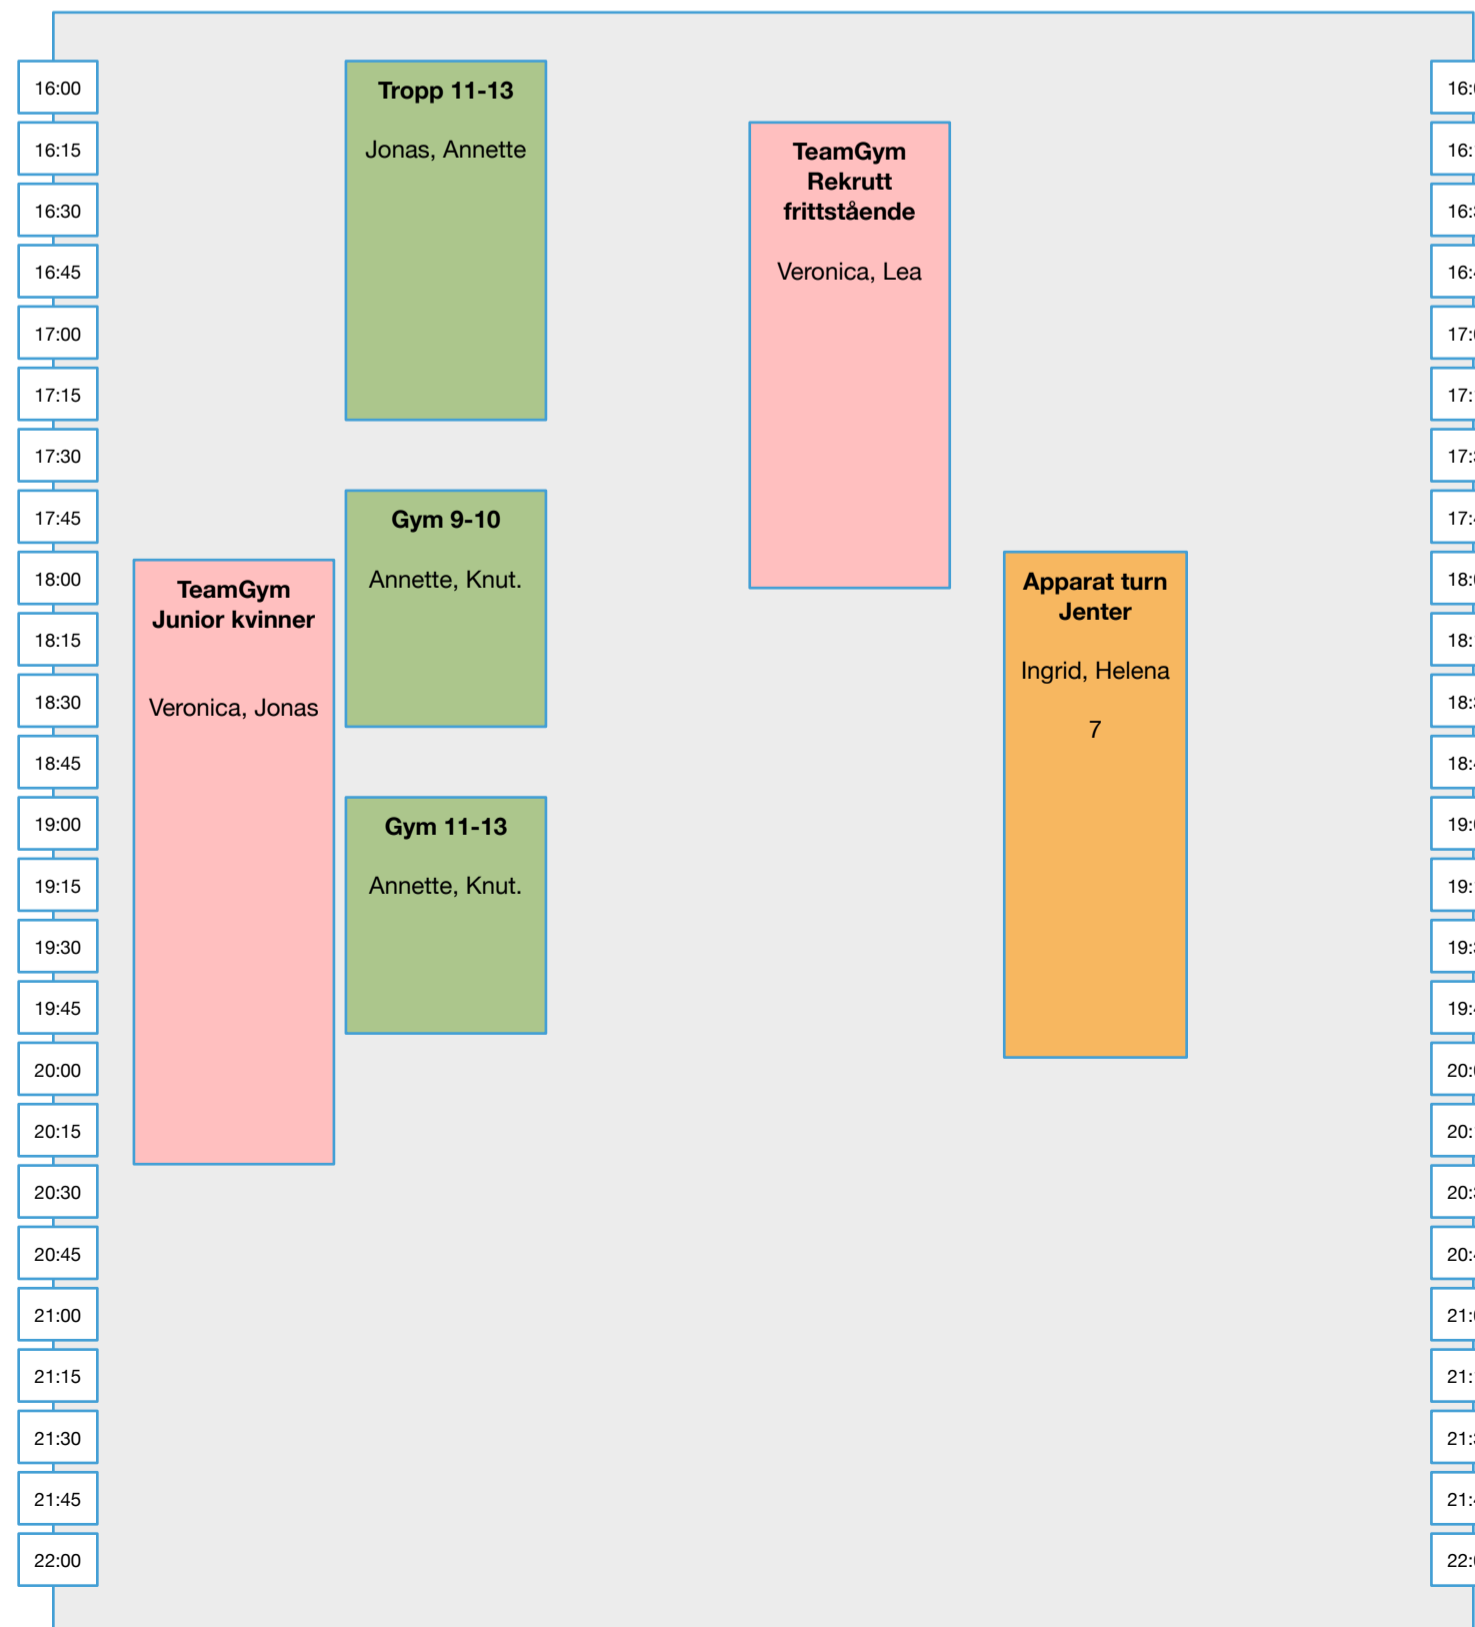 16:00
16:15
16:30
16:45
17:00
17:15
17:30
17:45
18:00
18:15
18:30
18:45
19:00
19:15
19:30
19:45
20:00
20:15
20:30
20:45
21:00
21:15
21:30
21:45
22:00
TeamGym
Junior kvinner
Veronica, Jonas
Tropp 11-13
Jonas, Annette
Gym 9-10
Annette, Knut.
Gym 11-13
Annette, Knut.
TeamGym
Rekrutt
frittstående
Veronica, Lea
Apparat turn
Jenter
Ingrid, Helena
7